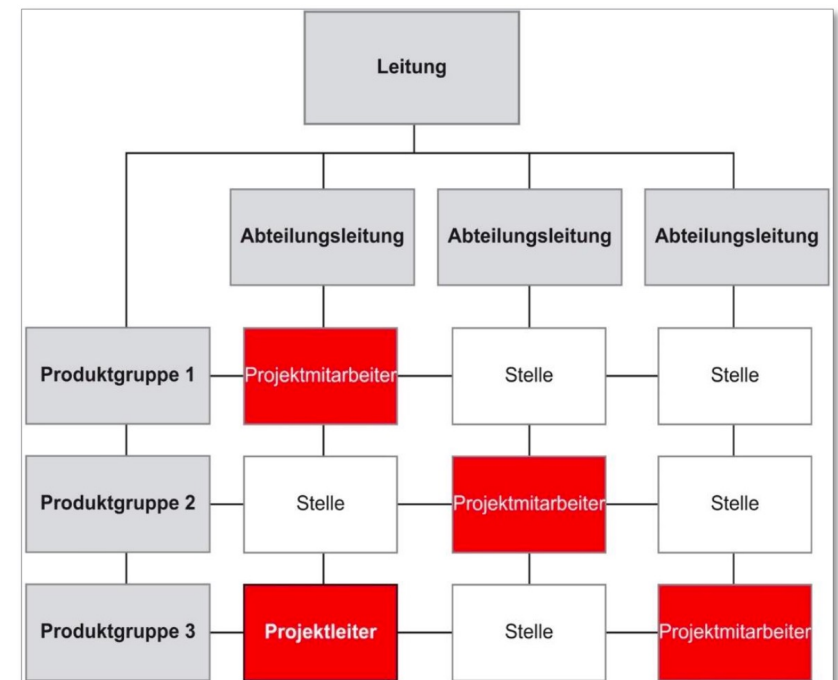 Leitung
Abteilungsleitung Abteilungsleitung Abteilungsleitung
Produktgruppe 1 Projektmitarbeiter Stelle Stelle
Produktgruppe 2 Stelle Projektmitarbeiter Stelle
Produktgruppe 3 Projektleiter Stelle Projektmitarbeiter